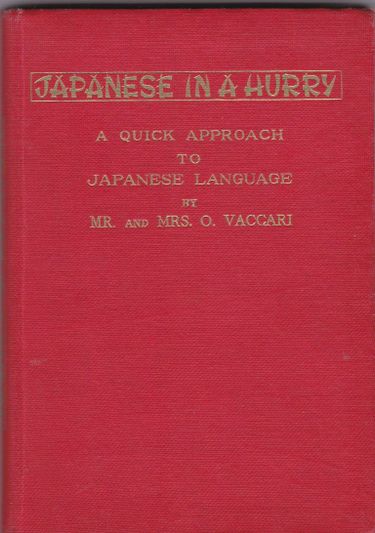 JAPANESE IN A HURRY
A QUICK APPROACH
TO
JAPANESE LANGUAGE
BY
MR. AND MRS. O. VACCARI